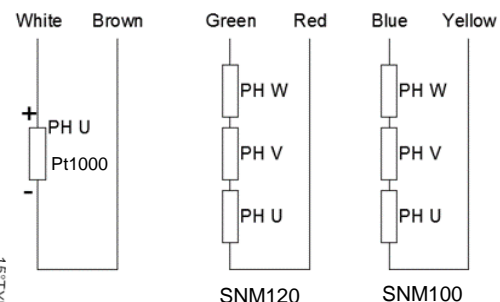 White Brown Green Red Blue Yellow
+
PH U
Pt1000
-
PH W PH W
PH V PH V
PH U PH U
SNM120 SNM100